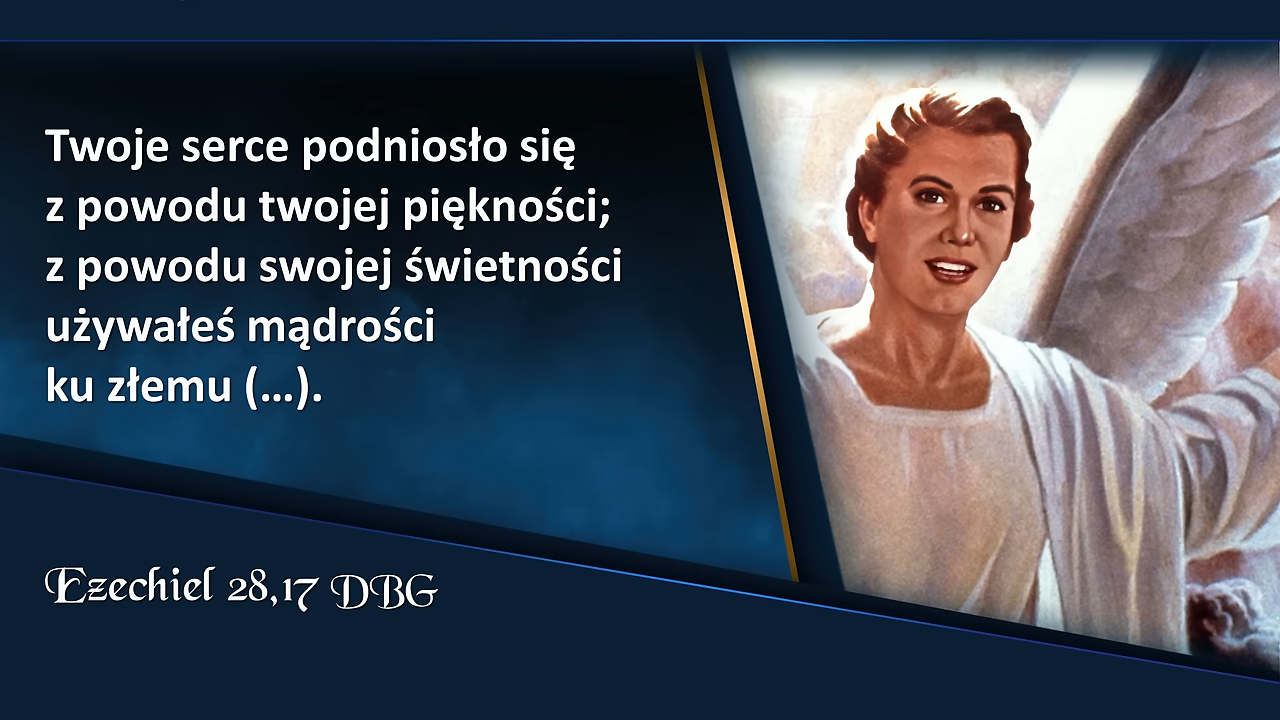 Twoje serce podniosło się
z powodu twojej piękności;
z powodu swojej świetności
używałeś mądrości
ku złemu (...).
Ezechiel 28,17 DBG